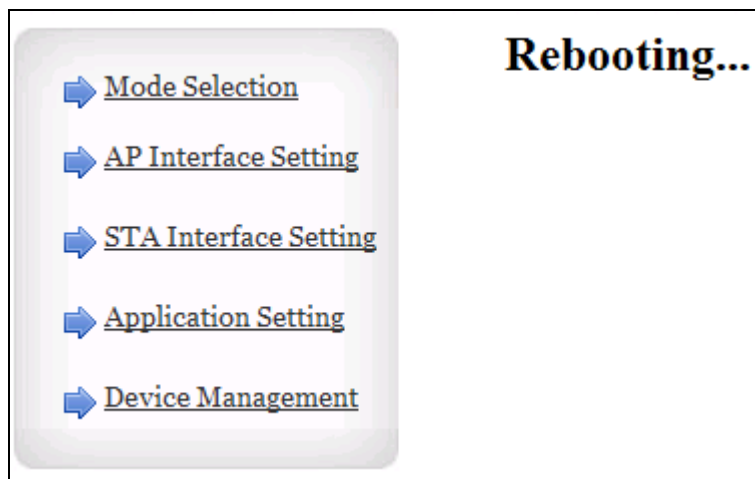 Mode Selection
AP Interface Setting
STA Interface Setting
Application Setting
Device Management
Rebooting...